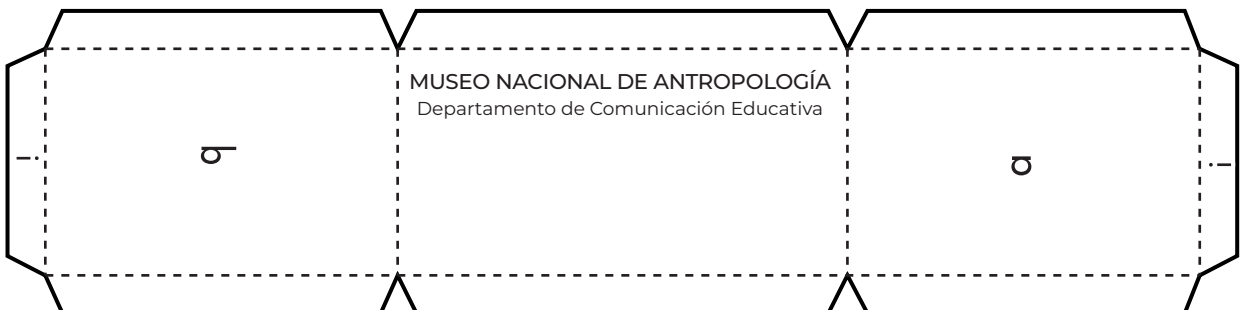 i
b
MUSEO NACIONAL DE ANTROPOLOGÍA
Departamento de Comunicación Educativa
a
i